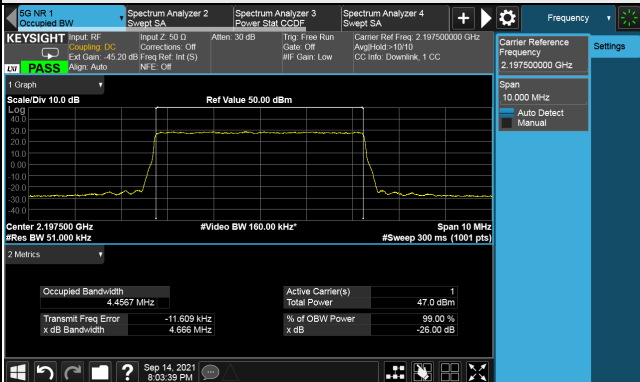 5G NR 1
Occupied BW
Spectrum Analyzer 2
Swept SA
Spectrum Analyzer 3
Power Stat CCDF
Spectrum Analyzer 4
Swept SA
Frequency
KEYSIGHT
Input: RF
Coupling: DC
Ext Gain: -45.20 dB
Align: Auto
Input Z: 50 Ω
Corrections: Off
Freq Ref: Int (S)
NFE: Off
Atten: 30 dB
Trig: Free Run
Gate: Off
#IF Gain: Low
Carrier Ref Freq: 2.197500000 GHz
Avg|Hold:>10/10
CC Info: Downlink, 1 CC
LXI
PASS
Carrier Reference
Frequency
2.197500000 GHz
Settings
Span
10.000 MHz
Auto Detect
Manual
1 Graph
Scale/Div 10.0 dB
Ref Value 50.00 dBm
Log
40.0
30.0
20.0
10.0
0.00
-10.0
-20.0
-30.0
-40.0
Center 2.197500 GHz
#Video BW 160.00 kHz*
Span 10 MHz
#Res BW 51.000 kHz
#Sweep 300 ms (1001 pts)
2 Metrics
Occupied Bandwidth
4.4567 MHz
Active Carrier(s) 1
Total Power 47.0 dBm
Transmit Freq Error -11.609 kHz
x dB Bandwidth 4.666 MHz
% of OBW Power 99.00 %
x dB -26.00 dB
?
Sep 14, 2021
8:03:39 PM